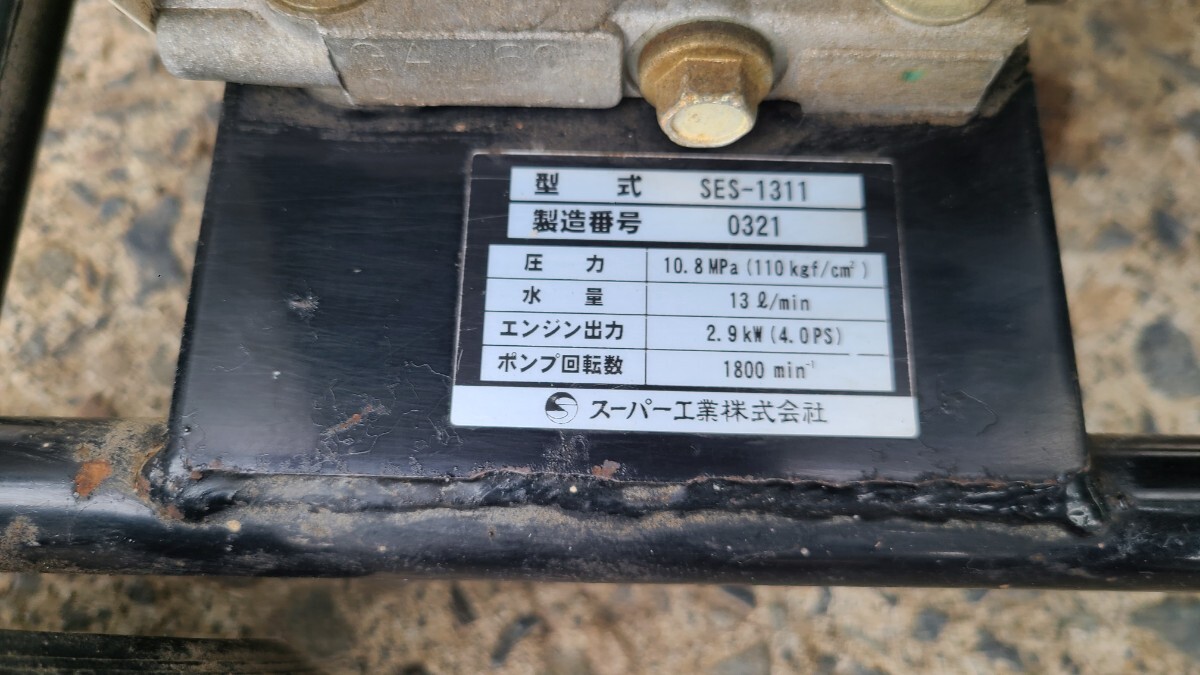 型 式 SES-1311
製造番号 0321
圧 力 10.8MPa(110kgf/cm²)
水 量 13ℓ/min
エンジン出力 2.9kW(4.0PS)
ポンプ回転数 1800 min⁻¹
スーパー工業株式会社